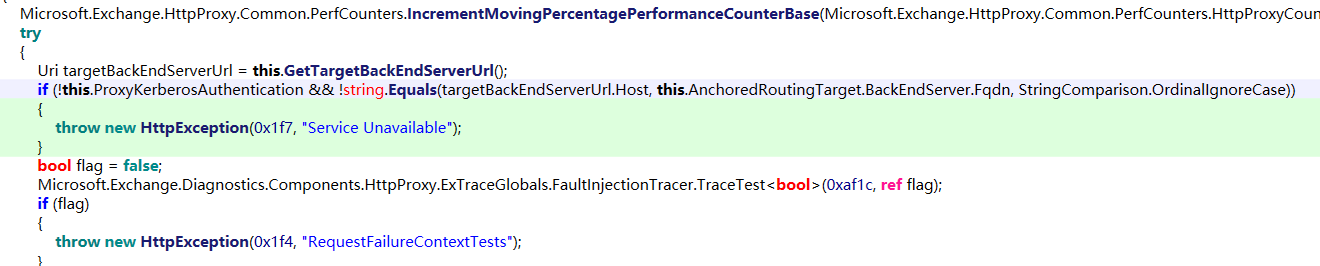 Microsoft.Exchange.HttpProxy.Common.PerfCounters.IncrementMovingPercentagePerformanceCounterBase(Microsoft.Exchange.HttpProxy.Common.PerfCounters.HttpProxyCoun
try
{
Uri targetBackEndServerUrl = this.GetTargetBackEndServerUrl();
if (!this.ProxyKerberosAuthentication && !string.Equals(targetBackEndServerUrl.Host, this.AnchoredRoutingTarget.BackEndServer.Fqdn, StringComparison.OrdinalIgnoreCase))
{
throw new HttpException(0x1f7, "Service Unavailable");
}
bool flag = false;
Microsoft.Exchange.Diagnostics.Components.HttpProxy.ExTraceGlobals.FaultInjectionTracer.TraceTest<bool>(0xaf1c, ref flag);
if (flag)
{
throw new HttpException(0x1f4, "RequestFailureContextTests");
}